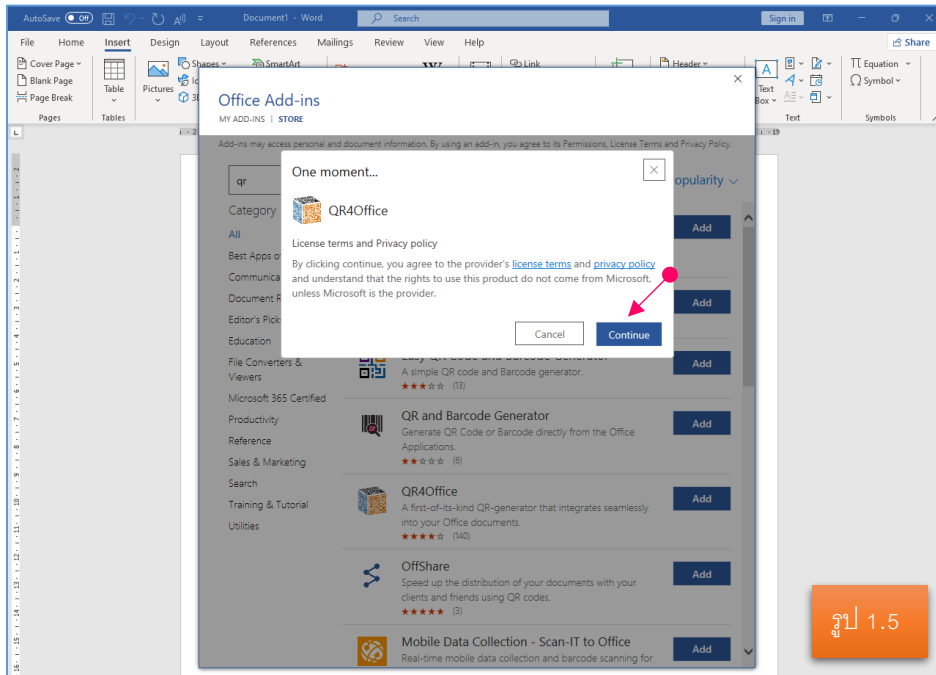 AutoSave Off
Document1 - Word
Search
Sign in
File Home Insert Design Layout References Mailings Review View Help
Share
Cover Page
Blank Page
Page Break
Pages
Table
Tables
Pictures
Shapes
SmartArt
Link
Header
Text
Box
Text
Equation
Symbol
Symbols
Office Add-ins
MY ADD-INS | STORE
Add-ins may access personal and document information. By using an add-in, you agree to its Permissions, License Terms and Privacy Policy.
qr
opularity
Category
All
Best Apps o
Communica
Document R
Editor's Pick
Education
File Converters &
Viewers
Microsoft 365 Certified
Productivity
Reference
Sales & Marketing
Search
Training & Tutorial
Utilities
One moment...
QR4Office
License terms and Privacy policy
By clicking continue, you agree to the provider's license terms and privacy policy
and understand that the rights to use this product do not come from Microsoft,
unless Microsoft is the provider.
Cancel
Continue
Add
Add
Easy QR Code and Barcode Generator
A simple QR code and Barcode generator.
(13)
Add
QR and Barcode Generator
Generate QR Code or Barcode directly from the Office
Applications.
(6)
Add
QR4Office
A first-of-its-kind QR-generator that integrates seamlessly
into your Office documents.
(140)
Add
OffShare
Speed up the distribution of your documents with your
clients and friends using QR codes.
(3)
Add
Mobile Data Collection - Scan-IT to Office
Real-time mobile data collection and barcode scanning for
Add
รูป 1.5